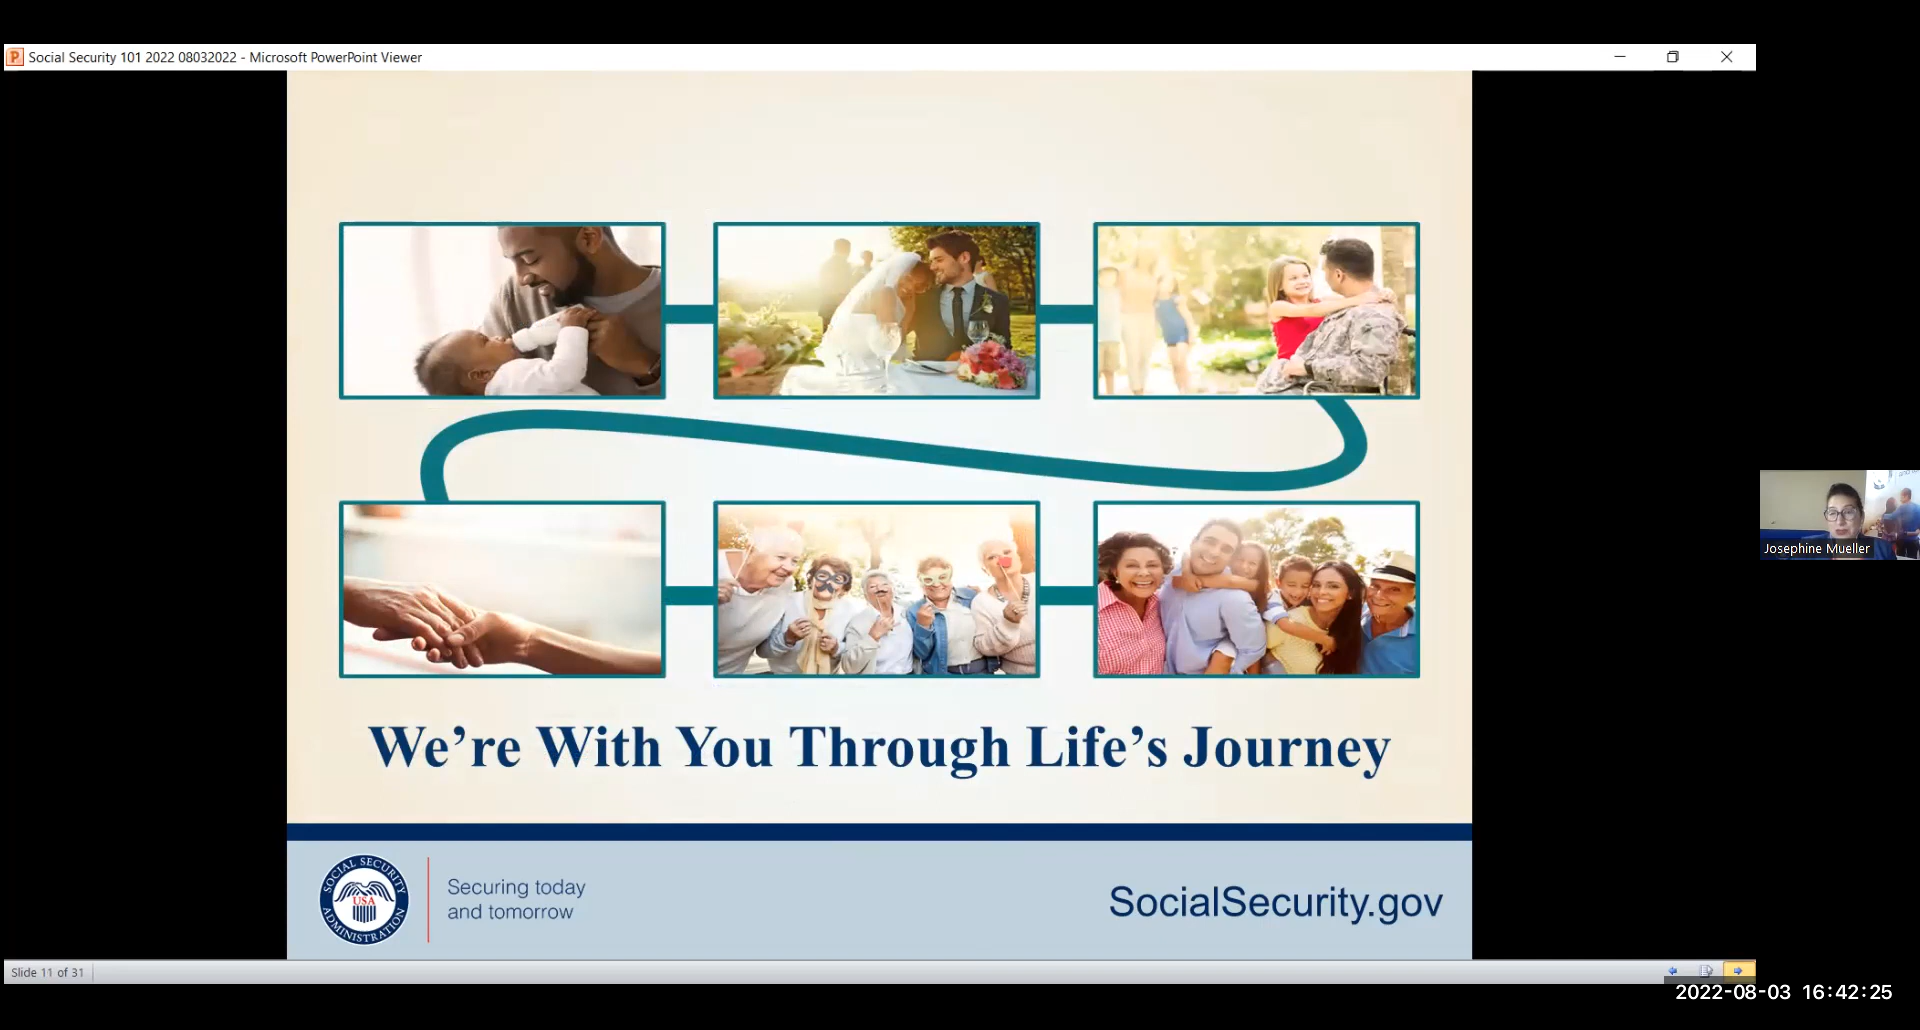 Social Security 101 2022 08032022 - Microsoft PowerPoint Viewer
Josephine Mueller
We're With You Through Life's Journey
SOCIAL SECURITY
USA
ADMINISTRATION
Securing today
and tomorrow
SocialSecurity.gov
Slide 11 of 31
2022-08-03 16:42:25